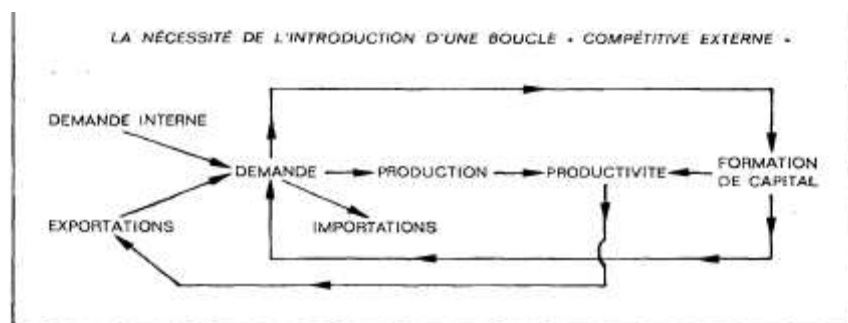 LA NÉCESSITÉ DE L'INTRODUCTION D'UNE BOUCLE « COMPÉTITIVE EXTERNE »
DEMANDE INTERNE
DEMANDE
PRODUCTION
PRODUCTIVITE
FORMATION
DE CAPITAL
EXPORTATIONS
IMPORTATIONS